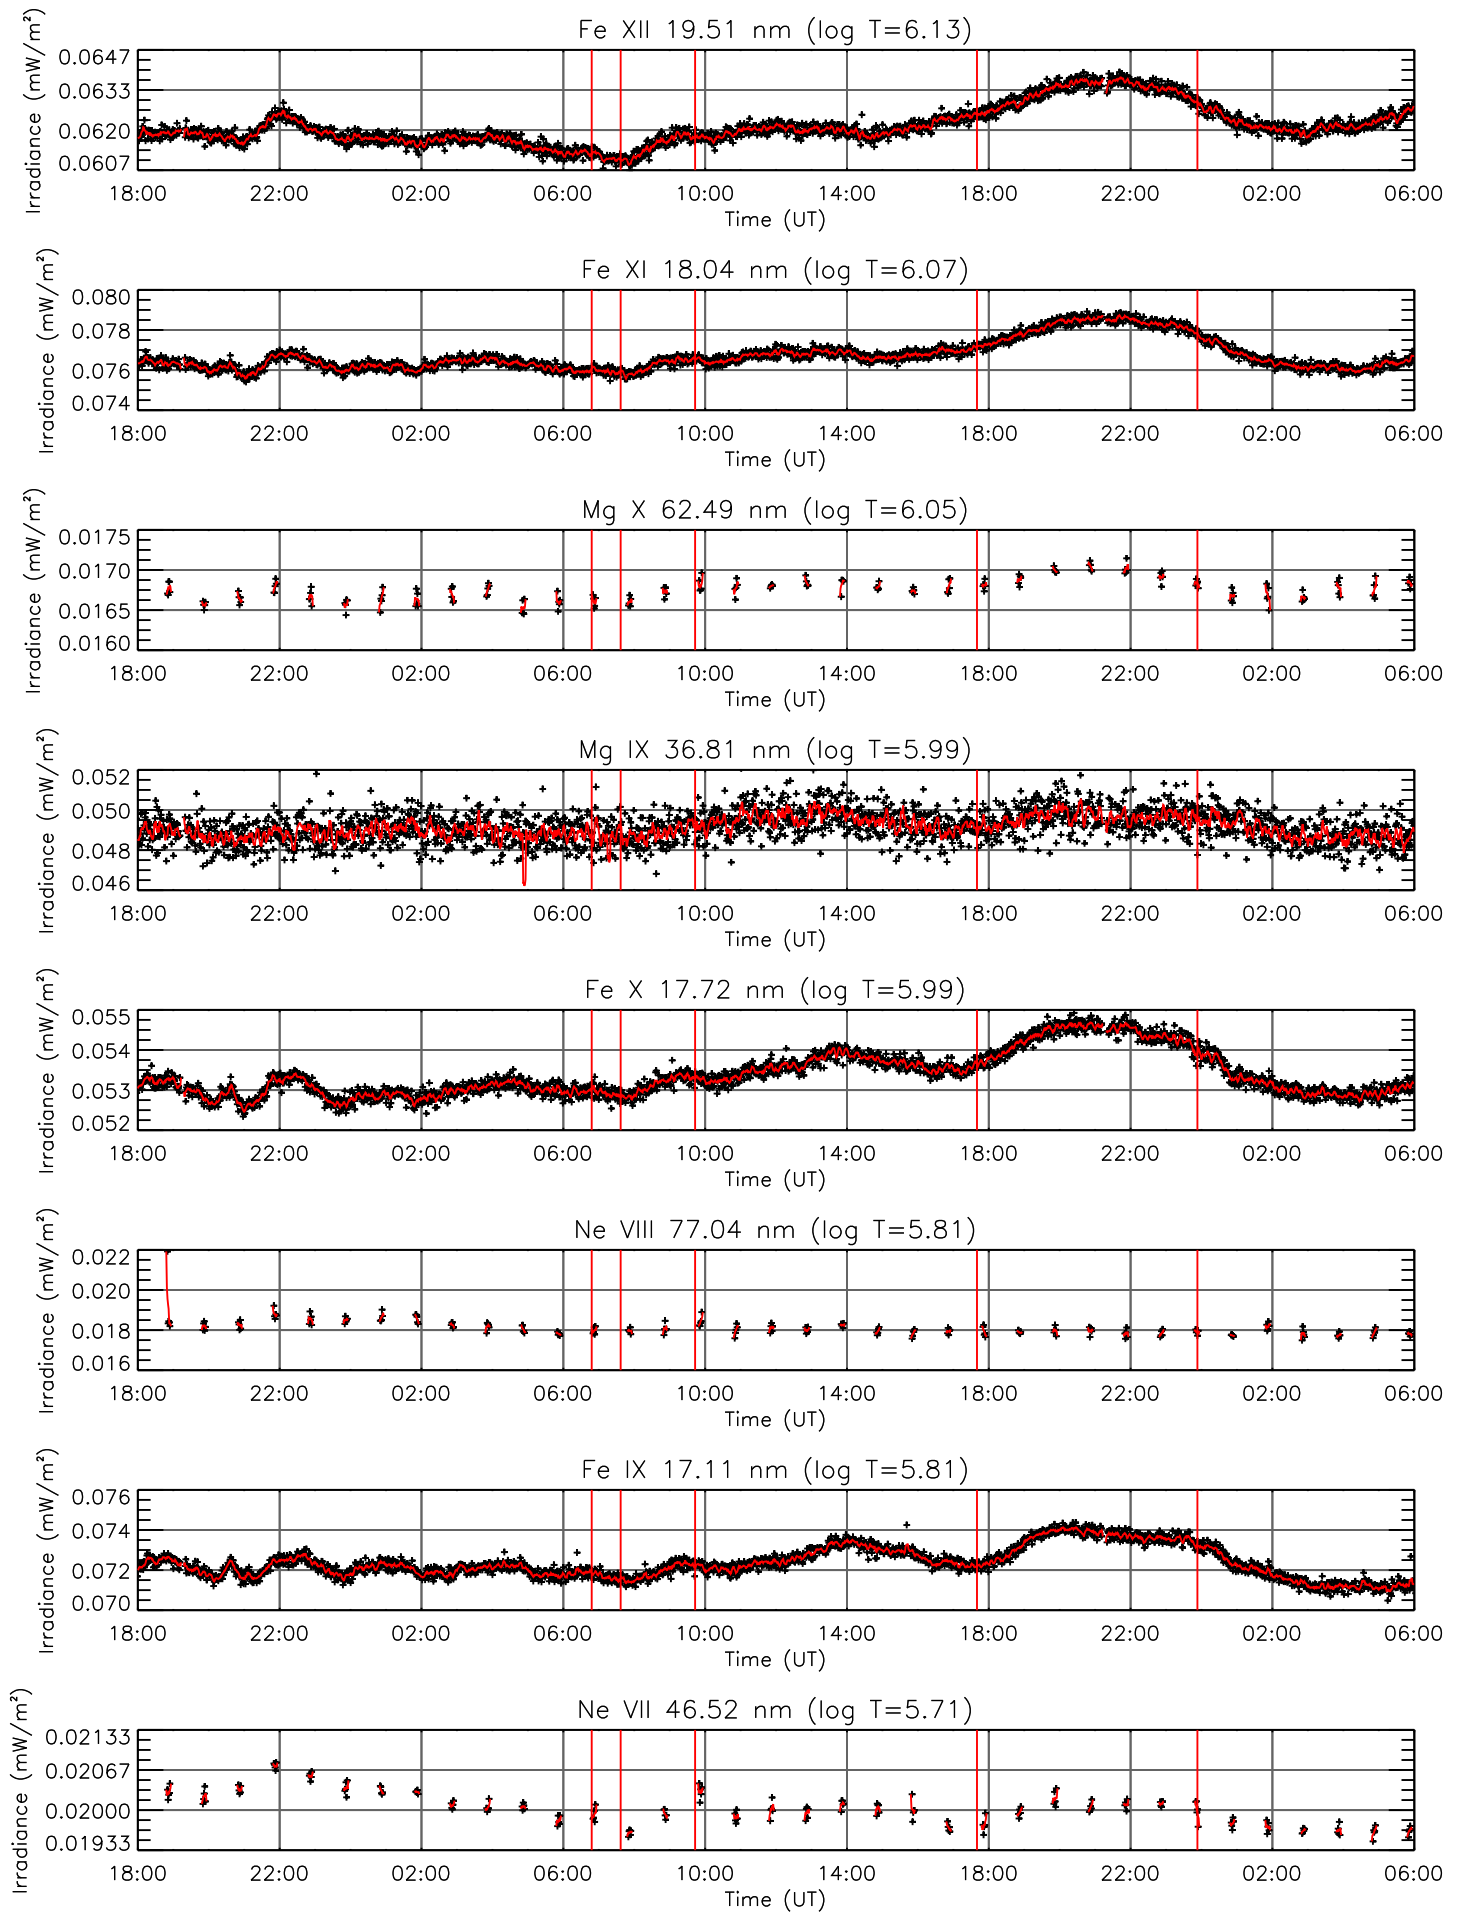 Fe XII 19.51 nm (log T=6.13)
Irradiance (mW/m²)
0.0647
0.0633
0.0620
0.0607
18:00 22:00 02:00 06:00 10:00 14:00 18:00 22:00 02:00 06:00
Time (UT)
Fe XI 18.04 nm (log T=6.07)
Irradiance (mW/m²)
0.080
0.078
0.076
0.074
18:00 22:00 02:00 06:00 10:00 14:00 18:00 22:00 02:00 06:00
Time (UT)
Mg X 62.49 nm (log T=6.05)
Irradiance (mW/m²)
0.0175
0.0170
0.0165
0.0160
18:00 22:00 02:00 06:00 10:00 14:00 18:00 22:00 02:00 06:00
Time (UT)
Mg IX 36.81 nm (log T=5.99)
Irradiance (mW/m²)
0.052
0.050
0.048
0.046
18:00 22:00 02:00 06:00 10:00 14:00 18:00 22:00 02:00 06:00
Time (UT)
Fe X 17.72 nm (log T=5.99)
Irradiance (mW/m²)
0.055
0.054
0.053
0.052
18:00 22:00 02:00 06:00 10:00 14:00 18:00 22:00 02:00 06:00
Time (UT)
Ne VIII 77.04 nm (log T=5.81)
Irradiance (mW/m²)
0.022
0.020
0.018
0.016
18:00 22:00 02:00 06:00 10:00 14:00 18:00 22:00 02:00 06:00
Time (UT)
Fe IX 17.11 nm (log T=5.81)
Irradiance (mW/m²)
0.076
0.074
0.072
0.070
18:00 22:00 02:00 06:00 10:00 14:00 18:00 22:00 02:00 06:00
Time (UT)
Ne VII 46.52 nm (log T=5.71)
Irradiance (mW/m²)
0.02133
0.02067
0.02000
0.01933
18:00 22:00 02:00 06:00 10:00 14:00 18:00 22:00 02:00 06:00
Time (UT)